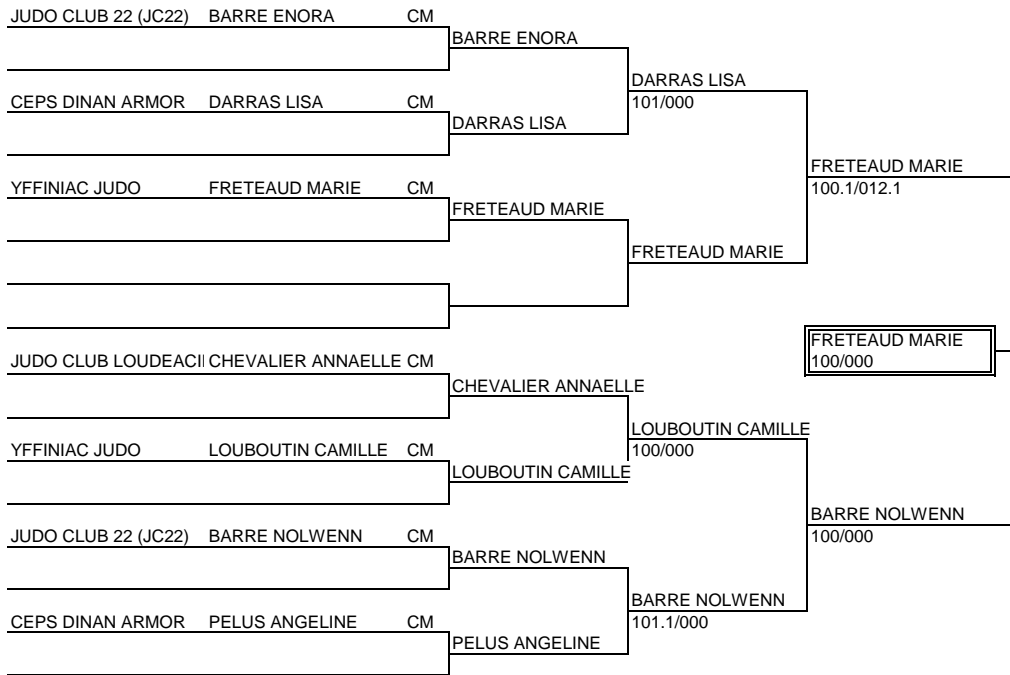 JUDO CLUB 22 (JC22) BARRE ENORA CM
BARRE ENORA
DARRAS LISA
CEPS DINAN ARMOR DARRAS LISA CM
101/000
DARRAS LISA
FRETEAUD MARIE
YFFINIAC JUDO FRETEAUD MARIE CM
100.1/012.1
FRETEAUD MARIE
FRETEAUD MARIE
FRETEAUD MARIE
JUDO CLUB LOUDEACI CHEVALIER ANNAELLE CM
100/000
CHEVALIER ANNAELLE
LOUBOUTIN CAMILLE
YFFINIAC JUDO LOUBOUTIN CAMILLE CM
100/000
LOUBOUTIN CAMILLE
BARRE NOLWENN
JUDO CLUB 22 (JC22) BARRE NOLWENN CM
100/000
BARRE NOLWENN
BARRE NOLWENN
CEPS DINAN ARMOR PELUS ANGELINE CM
101.1/000
PELUS ANGELINE